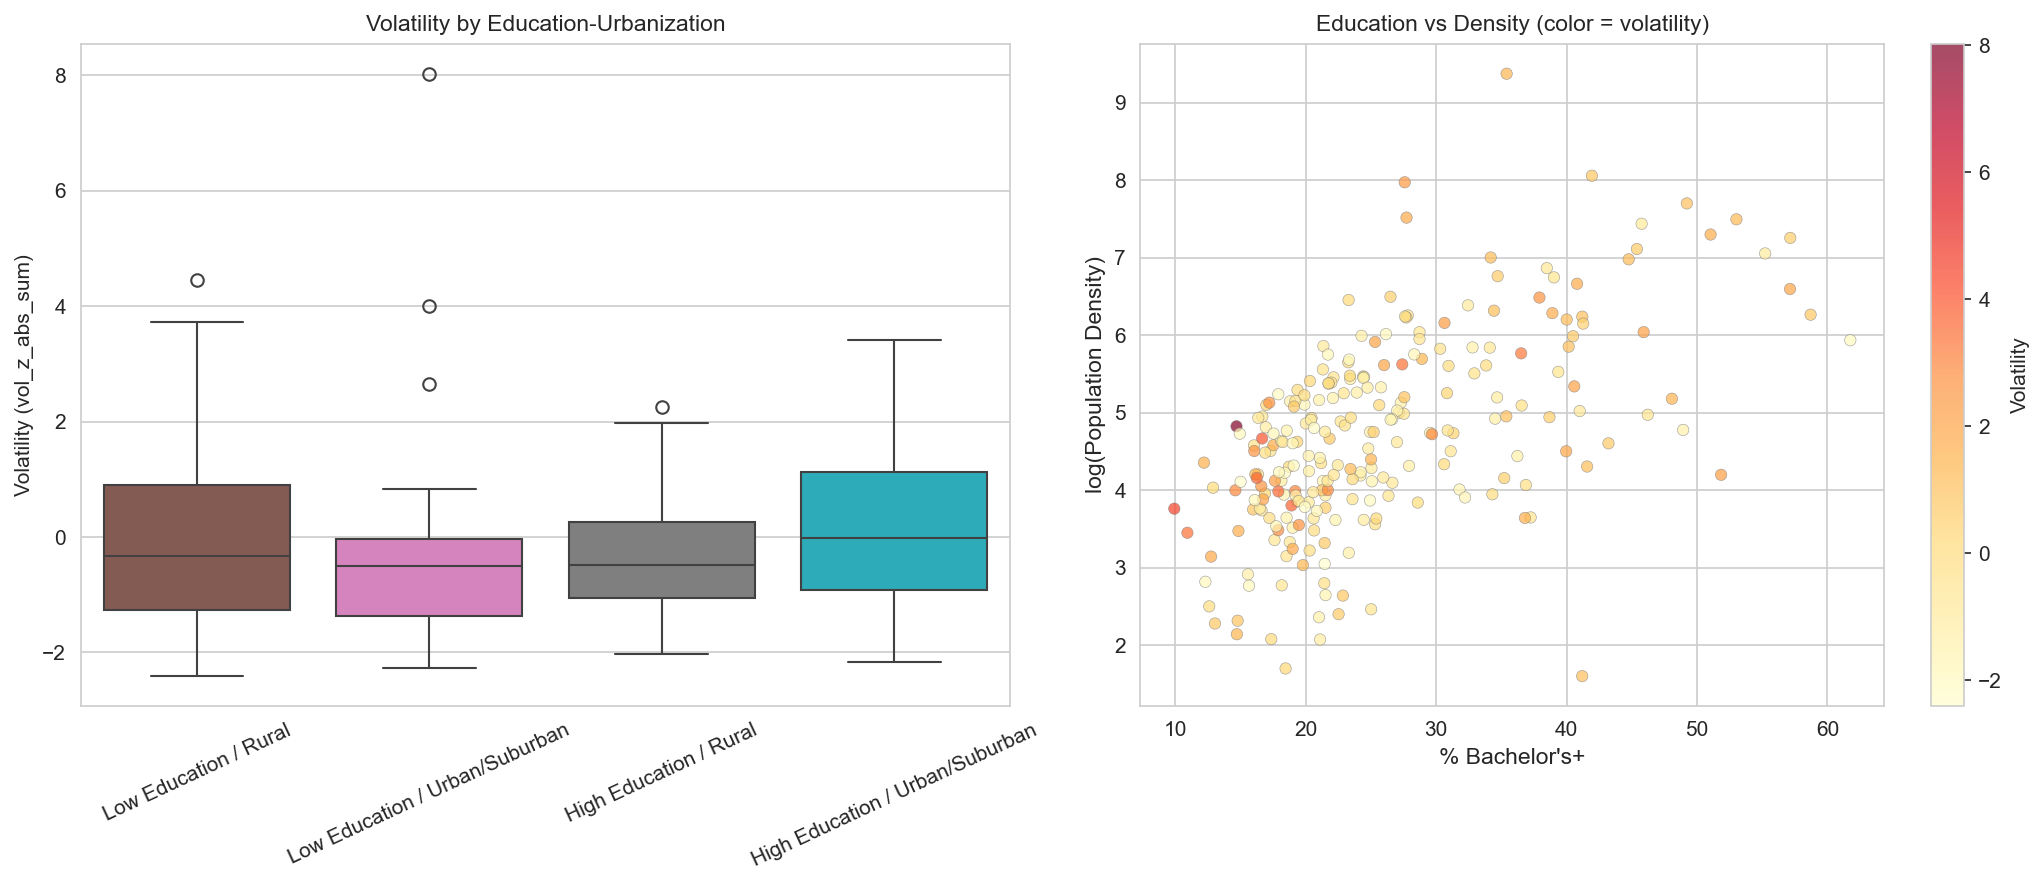 Volatility by Education-Urbanization
Volatility (vol_z_abs_sum)
8
6
4
2
0
−2
Low Education / Rural
Low Education / Urban/Suburban
High Education / Rural
High Education / Urban/Suburban
Education vs Density (color = volatility)
log(Population Density)
9
8
7
6
5
4
3
2
10
20
30
40
50
60
% Bachelor's+
8
6
4
2
0
−2
Volatility